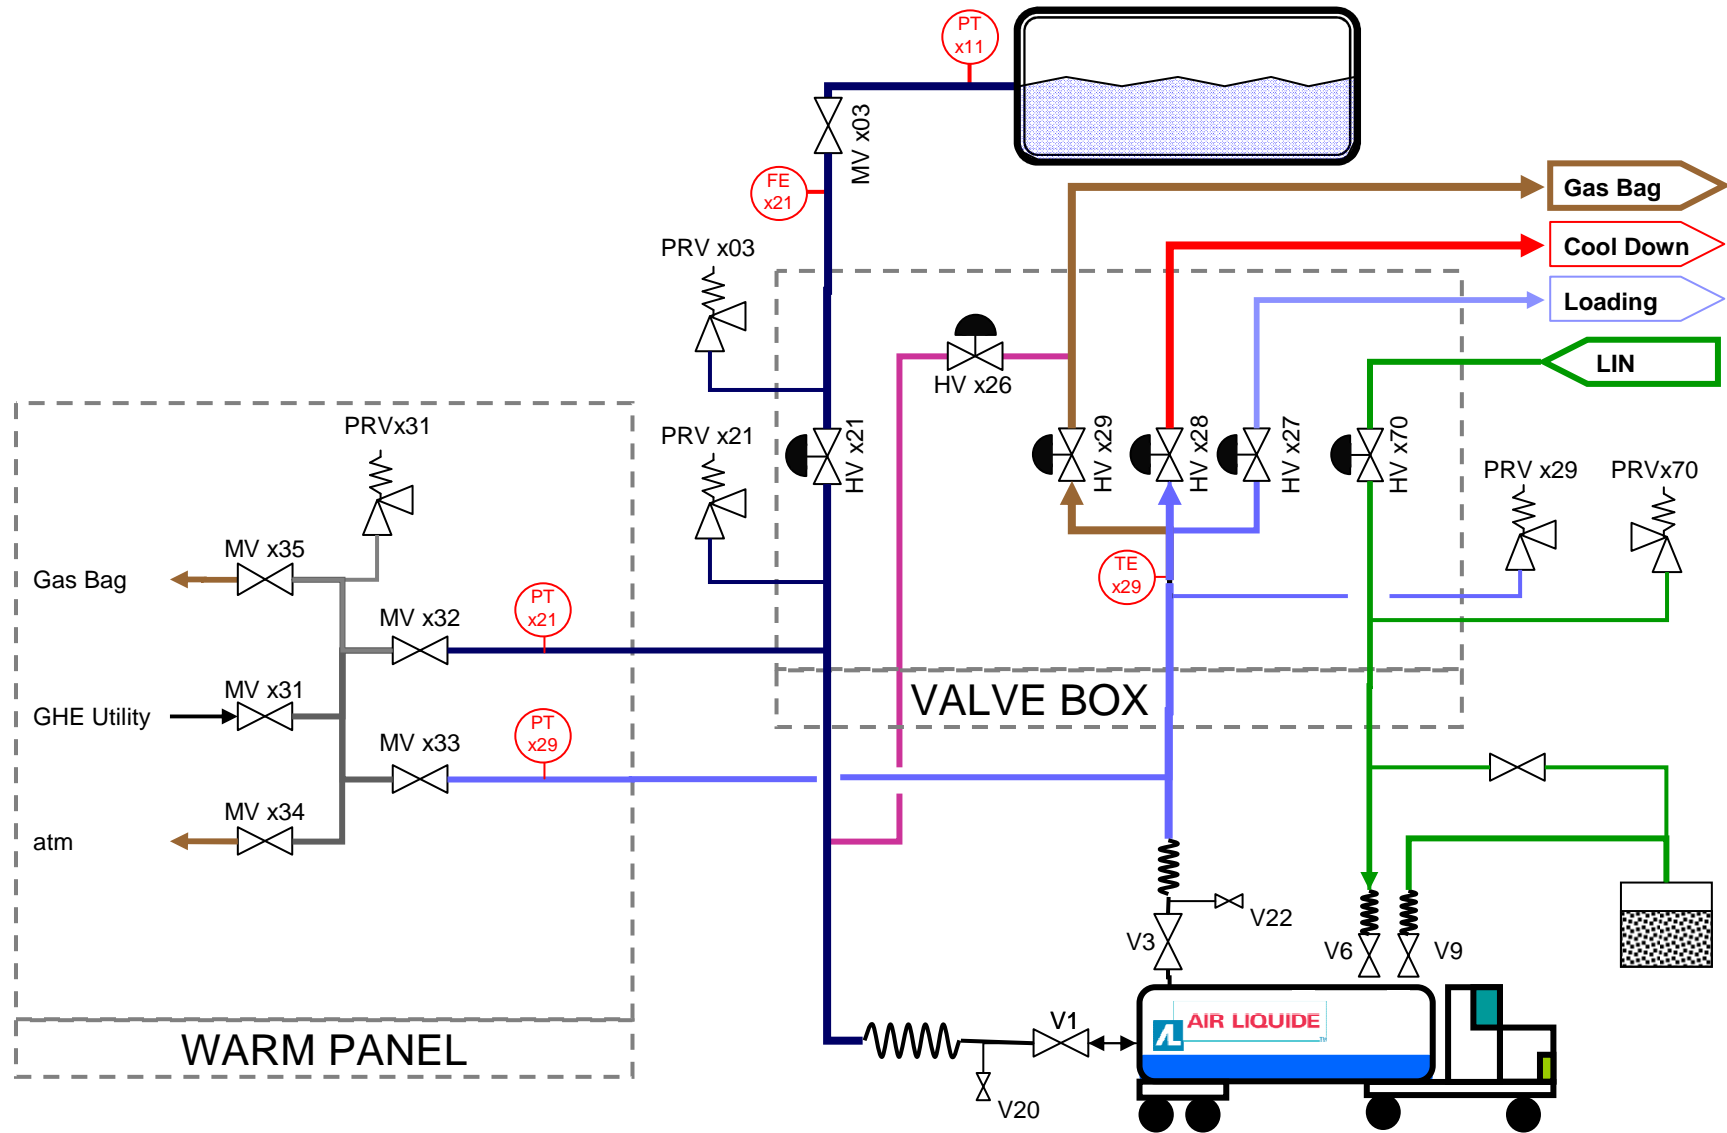 PT
x11
MV x03
FE
x21
Gas Bag
Cool Down
Loading
LIN
PRV x03
HV x26
PRVx31
PRV x21
HV x21
HV x29
HV x28
HV x27
HV x70
PRV x29
PRVx70
MV x35
Gas Bag
TE
x29
PT
x21
MV x32
MV x31
GHE Utility
VALVE BOX
PT
x29
MV x33
MV x34
atm
V22
V3
V6
V9
AIR LIQUIDE
TM
AL
V1
WARM PANEL
V20